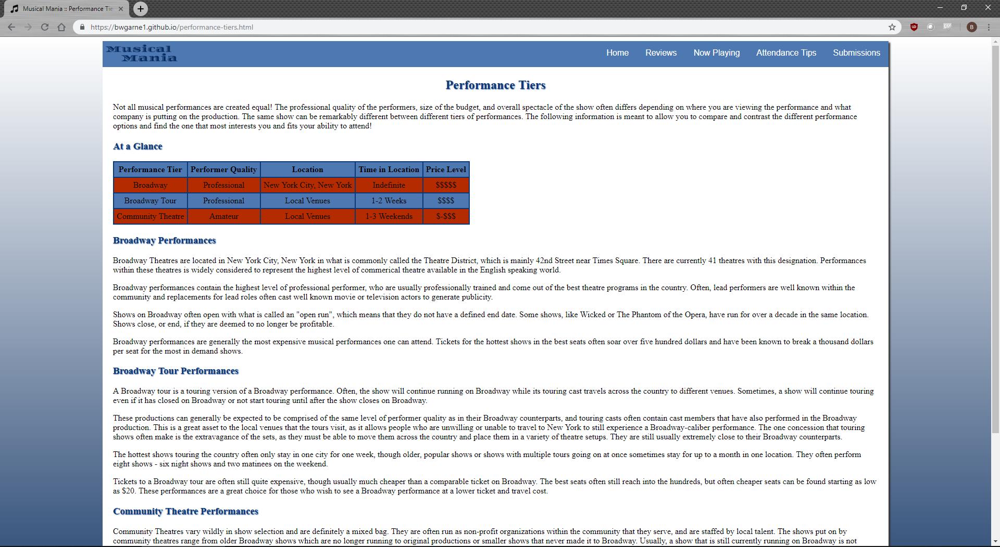 Musical Mania :: Performance Tie
https://bwgarne1.github.io/performance-tiers.html
B
Musical
Mania
Home Reviews Now Playing Attendance Tips Submissions
Performance Tiers
Not all musical performances are created equal! The professional quality of the performers, size of the budget, and overall spectacle of the show often differs depending on where you are viewing the performance and what
company is putting on the production. The same show can be remarkably different between different tiers of performances. The following information is meant to allow you to compare and contrast the different performance
options and find the one that most interests you and fits your ability to attend!
At a Glance
Performance Tier Performer Quality Location Time in Location Price Level
Broadway Professional New York City, New York Indefinite $$$$$
Broadway Tour Professional Local Venues 1-2 Weeks $$$$
Community Theatre Amateur Local Venues 1-3 Weekends $-$$$
Broadway Performances
Broadway Theatres are located in New York City, New York in what is commonly called the Theatre District, which is mainly 42nd Street near Times Square. There are currently 41 theatres with this designation. Performances
within these theatres is widely considered to represent the highest level of commerical theatre available in the English speaking world.
Broadway performances contain the highest level of professional performer, who are usually professionally trained and come out of the best theatre programs in the country. Often, lead performers are well known within the
community and replacements for lead roles often cast well known movie or television actors to generate publicity.
Shows on Broadway often open with what is called an "open run", which means that they do not have a defined end date. Some shows, like Wicked or The Phantom of the Opera, have run for over a decade in the same location.
Shows close, or end, if they are deemed to no longer be profitable.
Broadway performances are generally the most expensive musical performances one can attend. Tickets for the hottest shows in the best seats often soar over five hundred dollars and have been known to break a thousand dollars
per seat for the most in demand shows.
Broadway Tour Performances
A Broadway tour is a touring version of a Broadway performance. Often, the show will continue running on Broadway while its touring cast travels across the country to different venues. Sometimes, a show will continue touring
even if it has closed on Broadway or not start touring until after the show closes on Broadway.
These productions can generally be expected to be comprised of the same level of performer quality as in their Broadway counterparts, and touring casts often contain cast members that have also performed in the Broadway
production. This is a great asset to the local venues that the tours visit, as it allows people who are unwilling or unable to travel to New York to still experience a Broadway-caliber performance. The one concession that touring
shows often make is the extravagance of the sets, as they must be able to move them across the country and place them in a variety of theatre setups. They are still usually extremely close to their Broadway counterparts.
The hottest shows touring the country often only stay in one city for one week, though older, popular shows or shows with multiple tours going on at once sometimes stay for up to a month in one location. They often perform
eight shows - six night shows and two matinees on the weekend.
Tickets to a Broadway tour are often still quite expensive, though usually much cheaper than a comparable ticket on Broadway. The best seats often still reach into the hundreds, but often cheaper seats can be found starting as low
as $20. These performances are a great choice for those who wish to see a Broadway performance at a lower ticket and travel cost.
Community Theatre Performances
Community Theatres vary wildly in show selection and are definitely a mixed bag. They are often run as non-profit organizations within the community that they serve, and are staffed by local talent. The shows put on by
community theatres range from older Broadway shows which are no longer running to original productions or smaller shows that never made it to Broadway. Usually, a show that is still currently running on Broadway is not